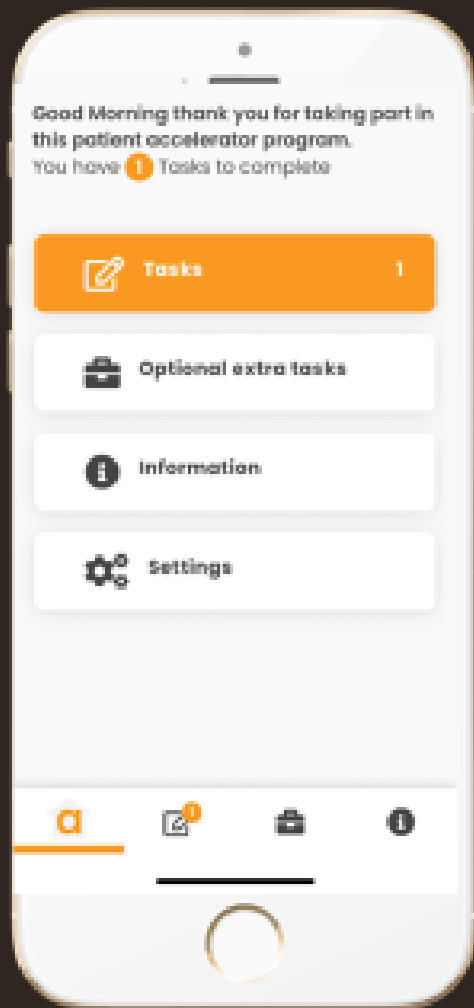 Good Morning thank you for taking part in
this patient accelerator program.
You have 1 Tasks to complete
Tasks 1
Optional extra tasks
Information
Settings
a 1